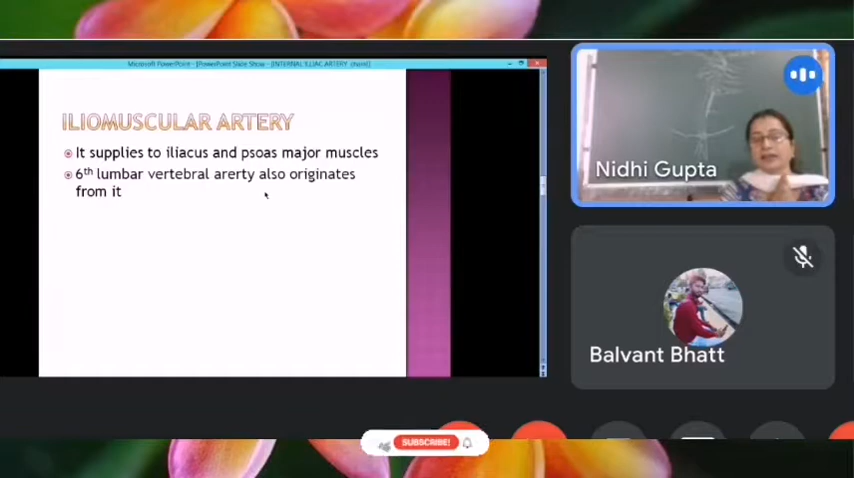 Microsoft PowerPoint - [PowerPoint Slide Show - [INTERNAL ILIAC ARTERY (hand)]
ILIOMUSCULAR ARTERY
It supplies to iliacus and psoas major muscles
6th lumbar vertebral arerty also originates
from it
Nidhi Gupta
Balvant Bhatt
SUBSCRIBE!